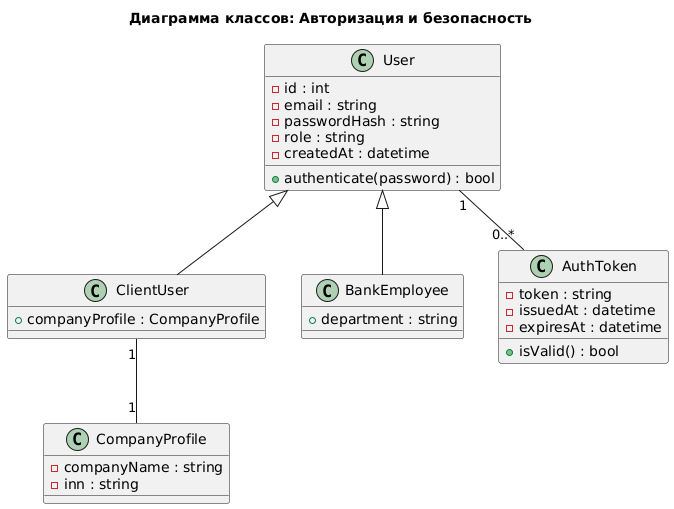 Диаграмма классов: Авторизация и безопасность
C User
id : int
email : string
passwordHash : string
role : string
createdAt : datetime
authenticate(password) : bool
1
0..*
C ClientUser
companyProfile : CompanyProfile
C BankEmployee
department : string
C AuthToken
token : string
issuedAt : datetime
expiresAt : datetime
isValid() : bool
1
1
C CompanyProfile
companyName : string
inn : string